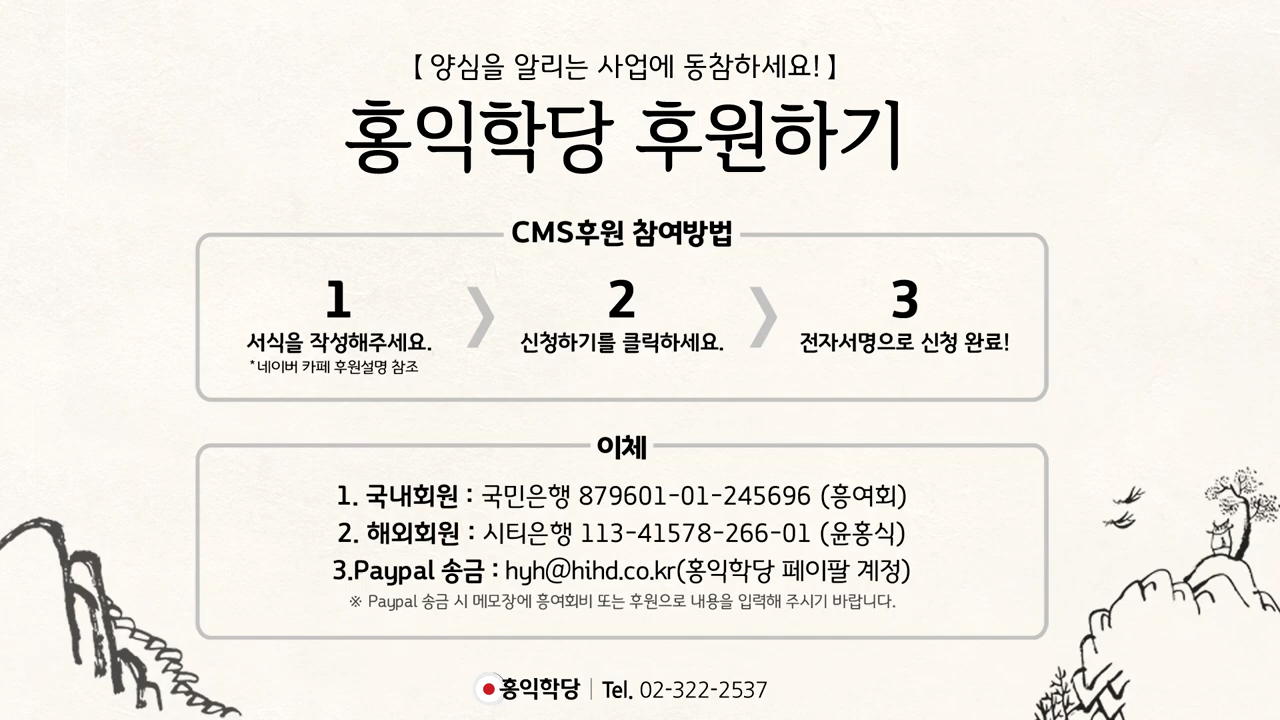 【 양심을 알리는 사업에 동참하세요! 】
홍익학당 후원하기
CMS후원 참여방법
1
서식을 작성해주세요.
*네이버 카페 후원설명 참조
2
신청하기를 클릭하세요.
3
전자서명으로 신청 완료!
이체
1. 국내회원 : 국민은행 879601-01-245696 (흥여회)
2. 해외회원 : 시티은행 113-41578-266-01 (윤홍식)
3.Paypal 송금 : hyh@hihd.co.kr(홍익학당 페이팔 계정)
※ Paypal 송금 시 메모장에 흥여회비 또는 후원으로 내용을 입력해 주시기 바랍니다.
홍익학당 | Tel. 02-322-2537